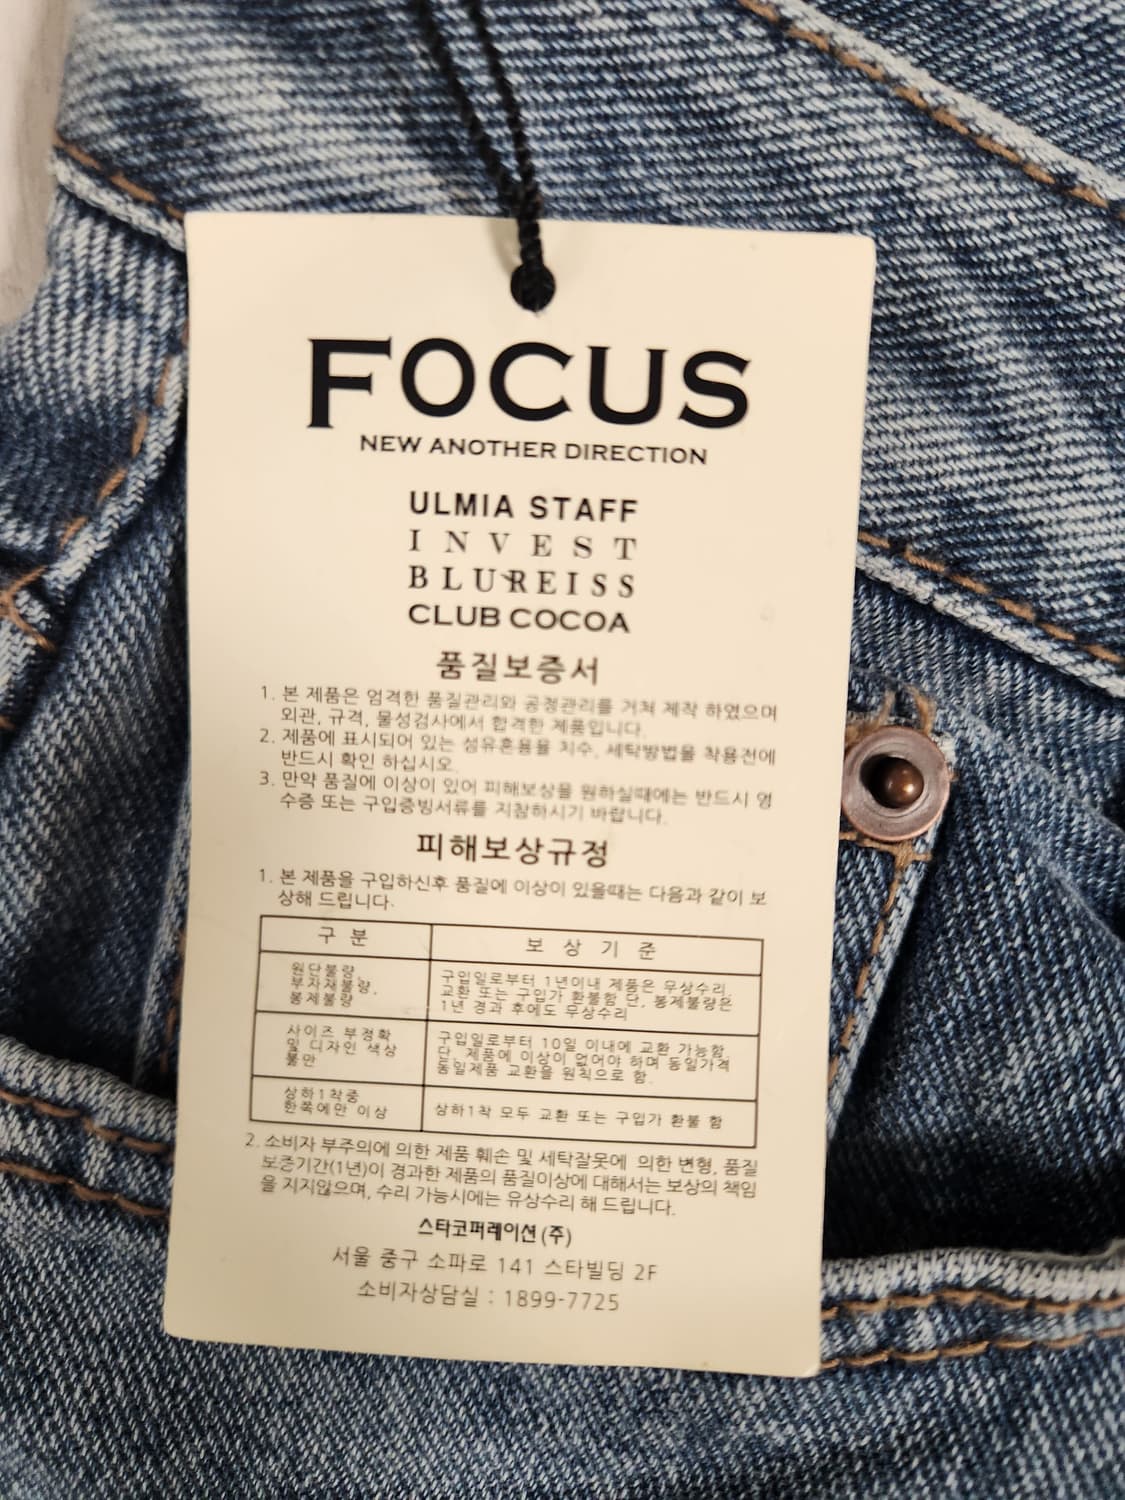 FOCUS
NEW ANOTHER DIRECTION
ULMIA STAFF
INVEST
BLUREISS
CLUB COCOA
품질보증서
1. 본 제품은 엄격한 품질관리와 공정관리를 거쳐 제작 하였으며
외관, 규격, 물성검사에서 합격한 제품입니다.
2. 제품에 표시되어 있는 섬유혼용율 치수, 세탁방법을 착용전에
반드시 확인 하십시오.
3. 만약 품질에 이상이 있어 피해보상을 원하실때에는 반드시 영
수증 또는 구입증빙서류를 지참하시기 바랍니다.
피해보상규정
1. 본 제품을 구입하신후 품질에 이상이 있을때는 다음과 같이 보
상해 드립니다.
구 분
보 상 기 준
원단불량,
부자재불량,
봉제불량
구입일로부터 1년이내 제품은 무상수리,
교환 또는 구입가 환불함 단, 봉제불량은
1년 경과 후에도 무상수리
사이즈 부정확
및 디자인 색상
불만
구입일로부터 10일 이내에 교환 가능함
단, 제품에 이상이 없어야 하며 동일가격
동일제품 교환을 원칙으로 함.
상하1착중
한쪽에만 이상
상하1착 모두 교환 또는 구입가 환불 함
2. 소비자 부주의에 의한 제품 훼손 및 세탁잘못에 의한 변형, 품질
보증기간(1년)이 경과한 제품의 품질이상에 대해서는 보상의 책임
을 지지않으며, 수리 가능시에는 유상수리 해 드립니다.
스타코퍼레이션(주)
서울 중구 소파로 141 스타빌딩 2F
소비자상담실 : 1899-7725